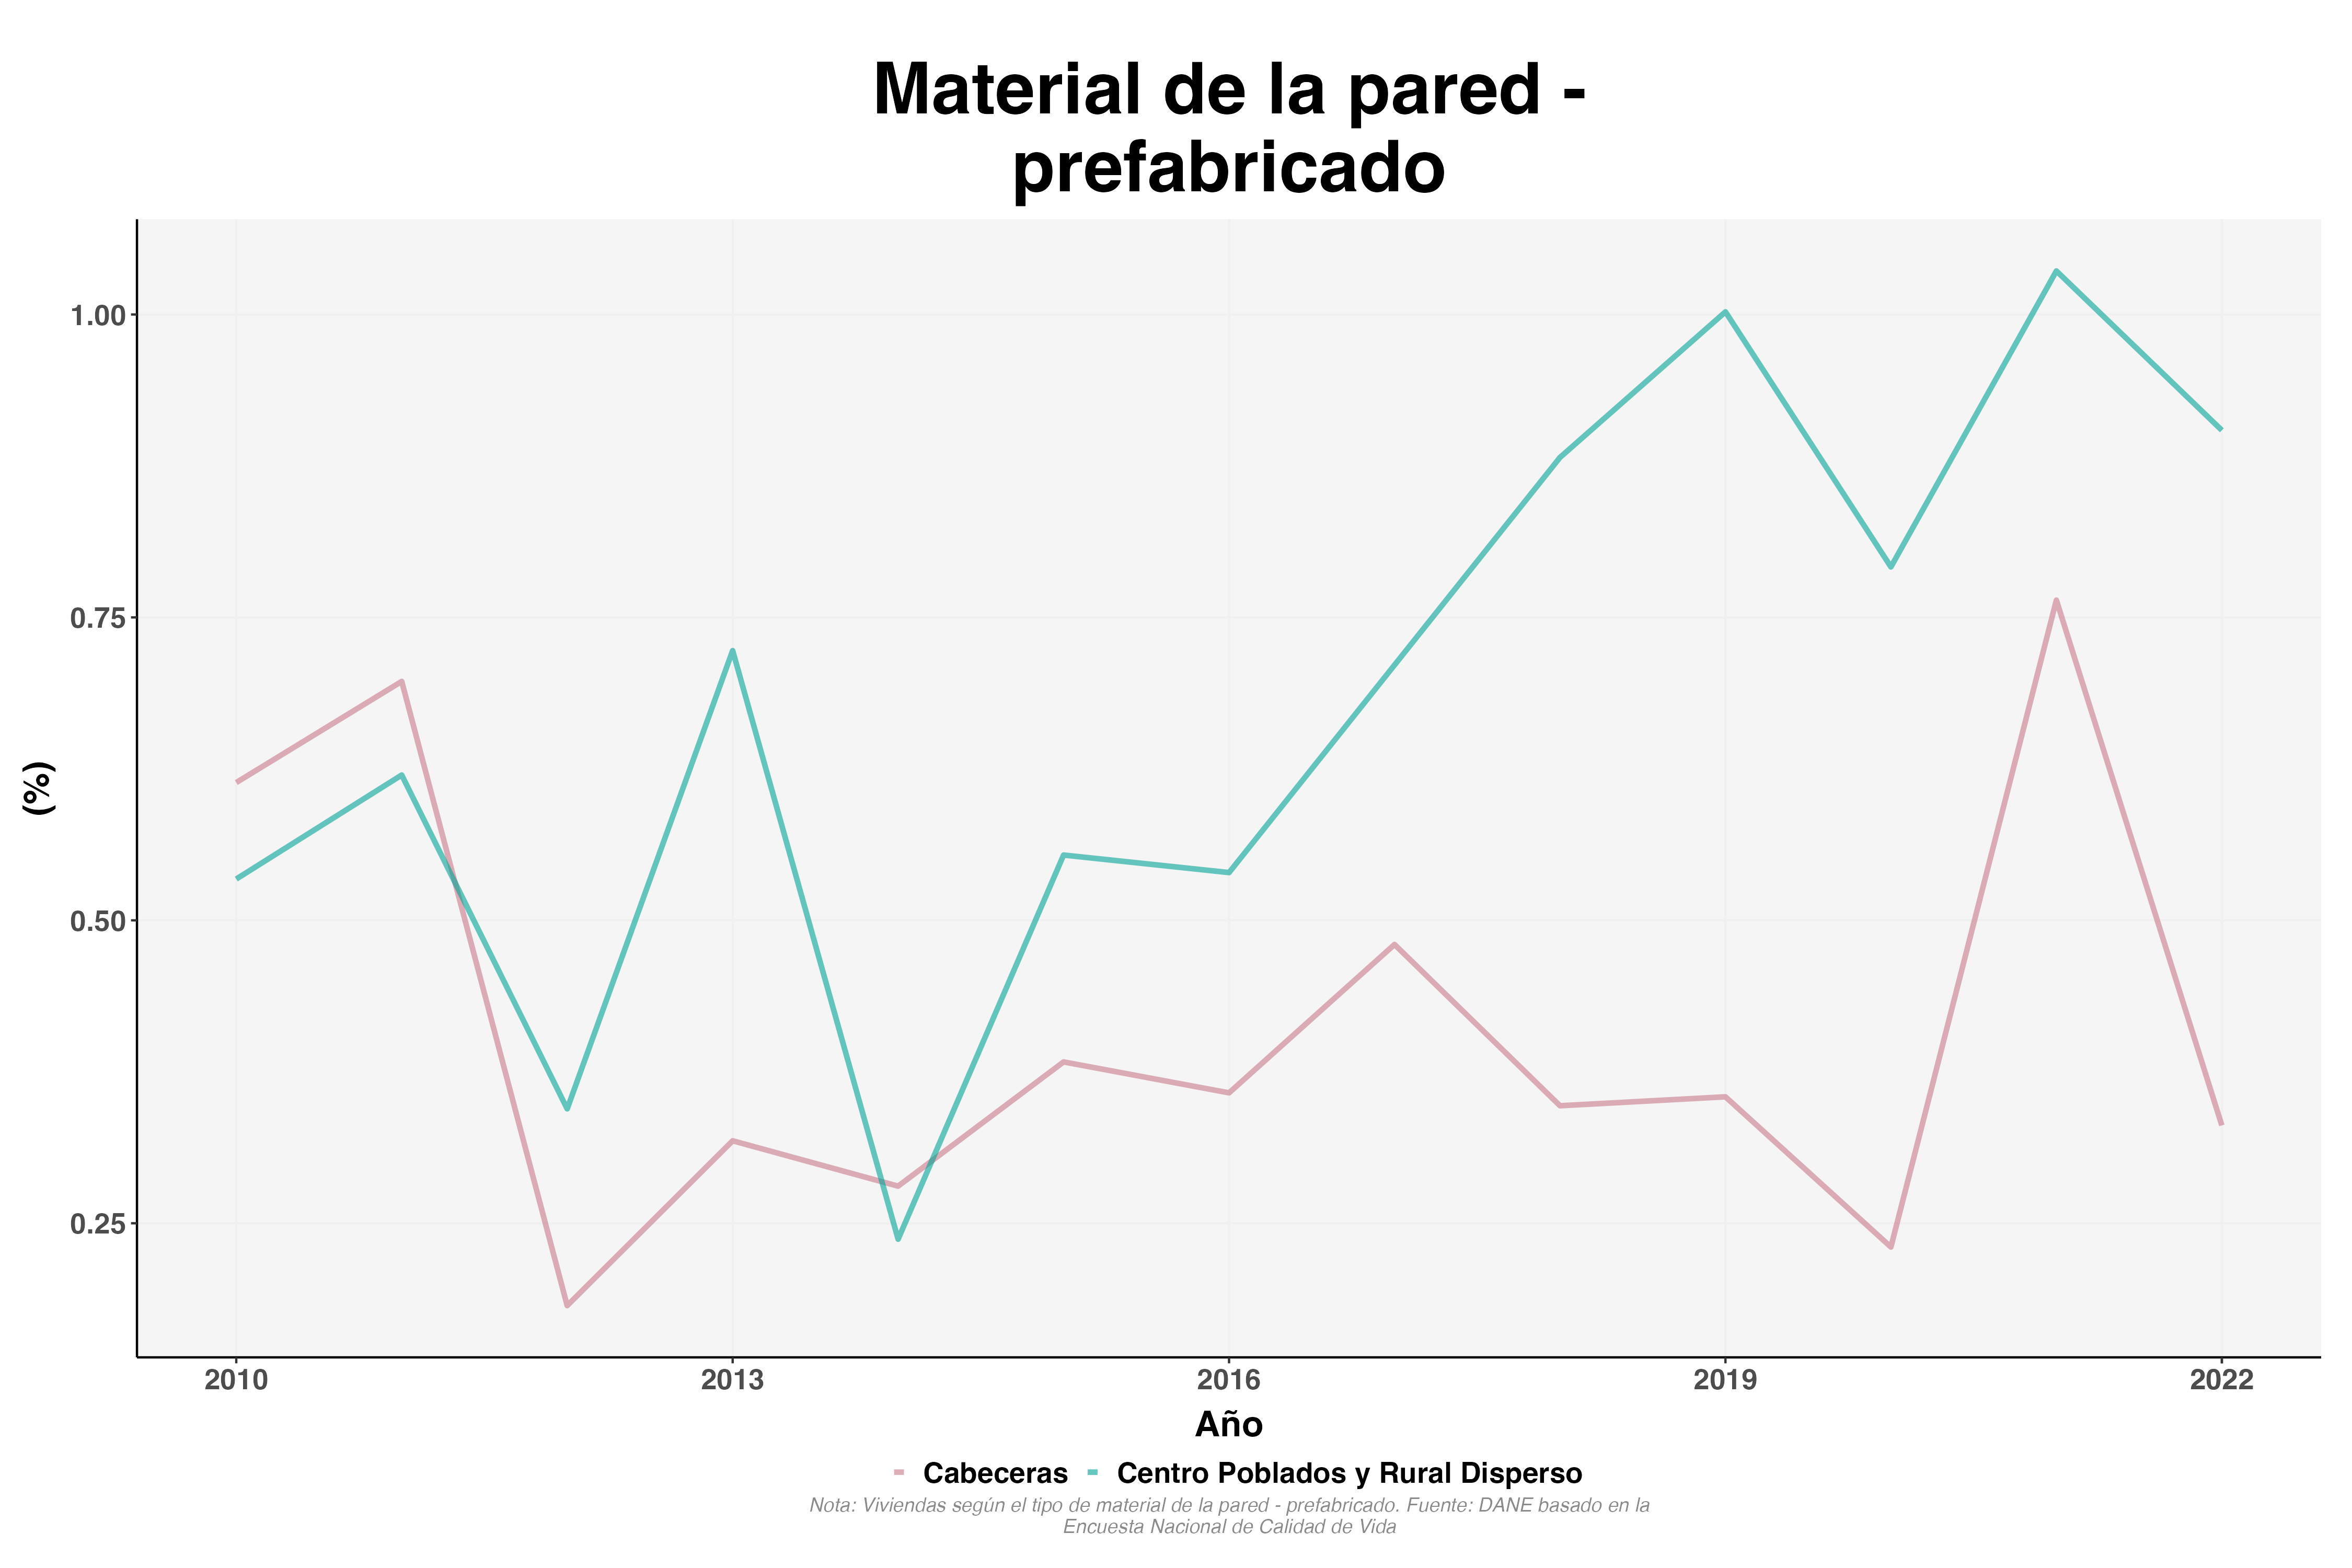 Material de la pared -
prefabricado
(%)
1.00
0.75
0.50
0.25
2010
2013
2016
2019
2022
Año
Cabeceras
Centro Poblados y Rural Disperso
Nota: Viviendas según el tipo de material de la pared - prefabricado. Fuente: DANE basado en la
Encuesta Nacional de Calidad de Vida